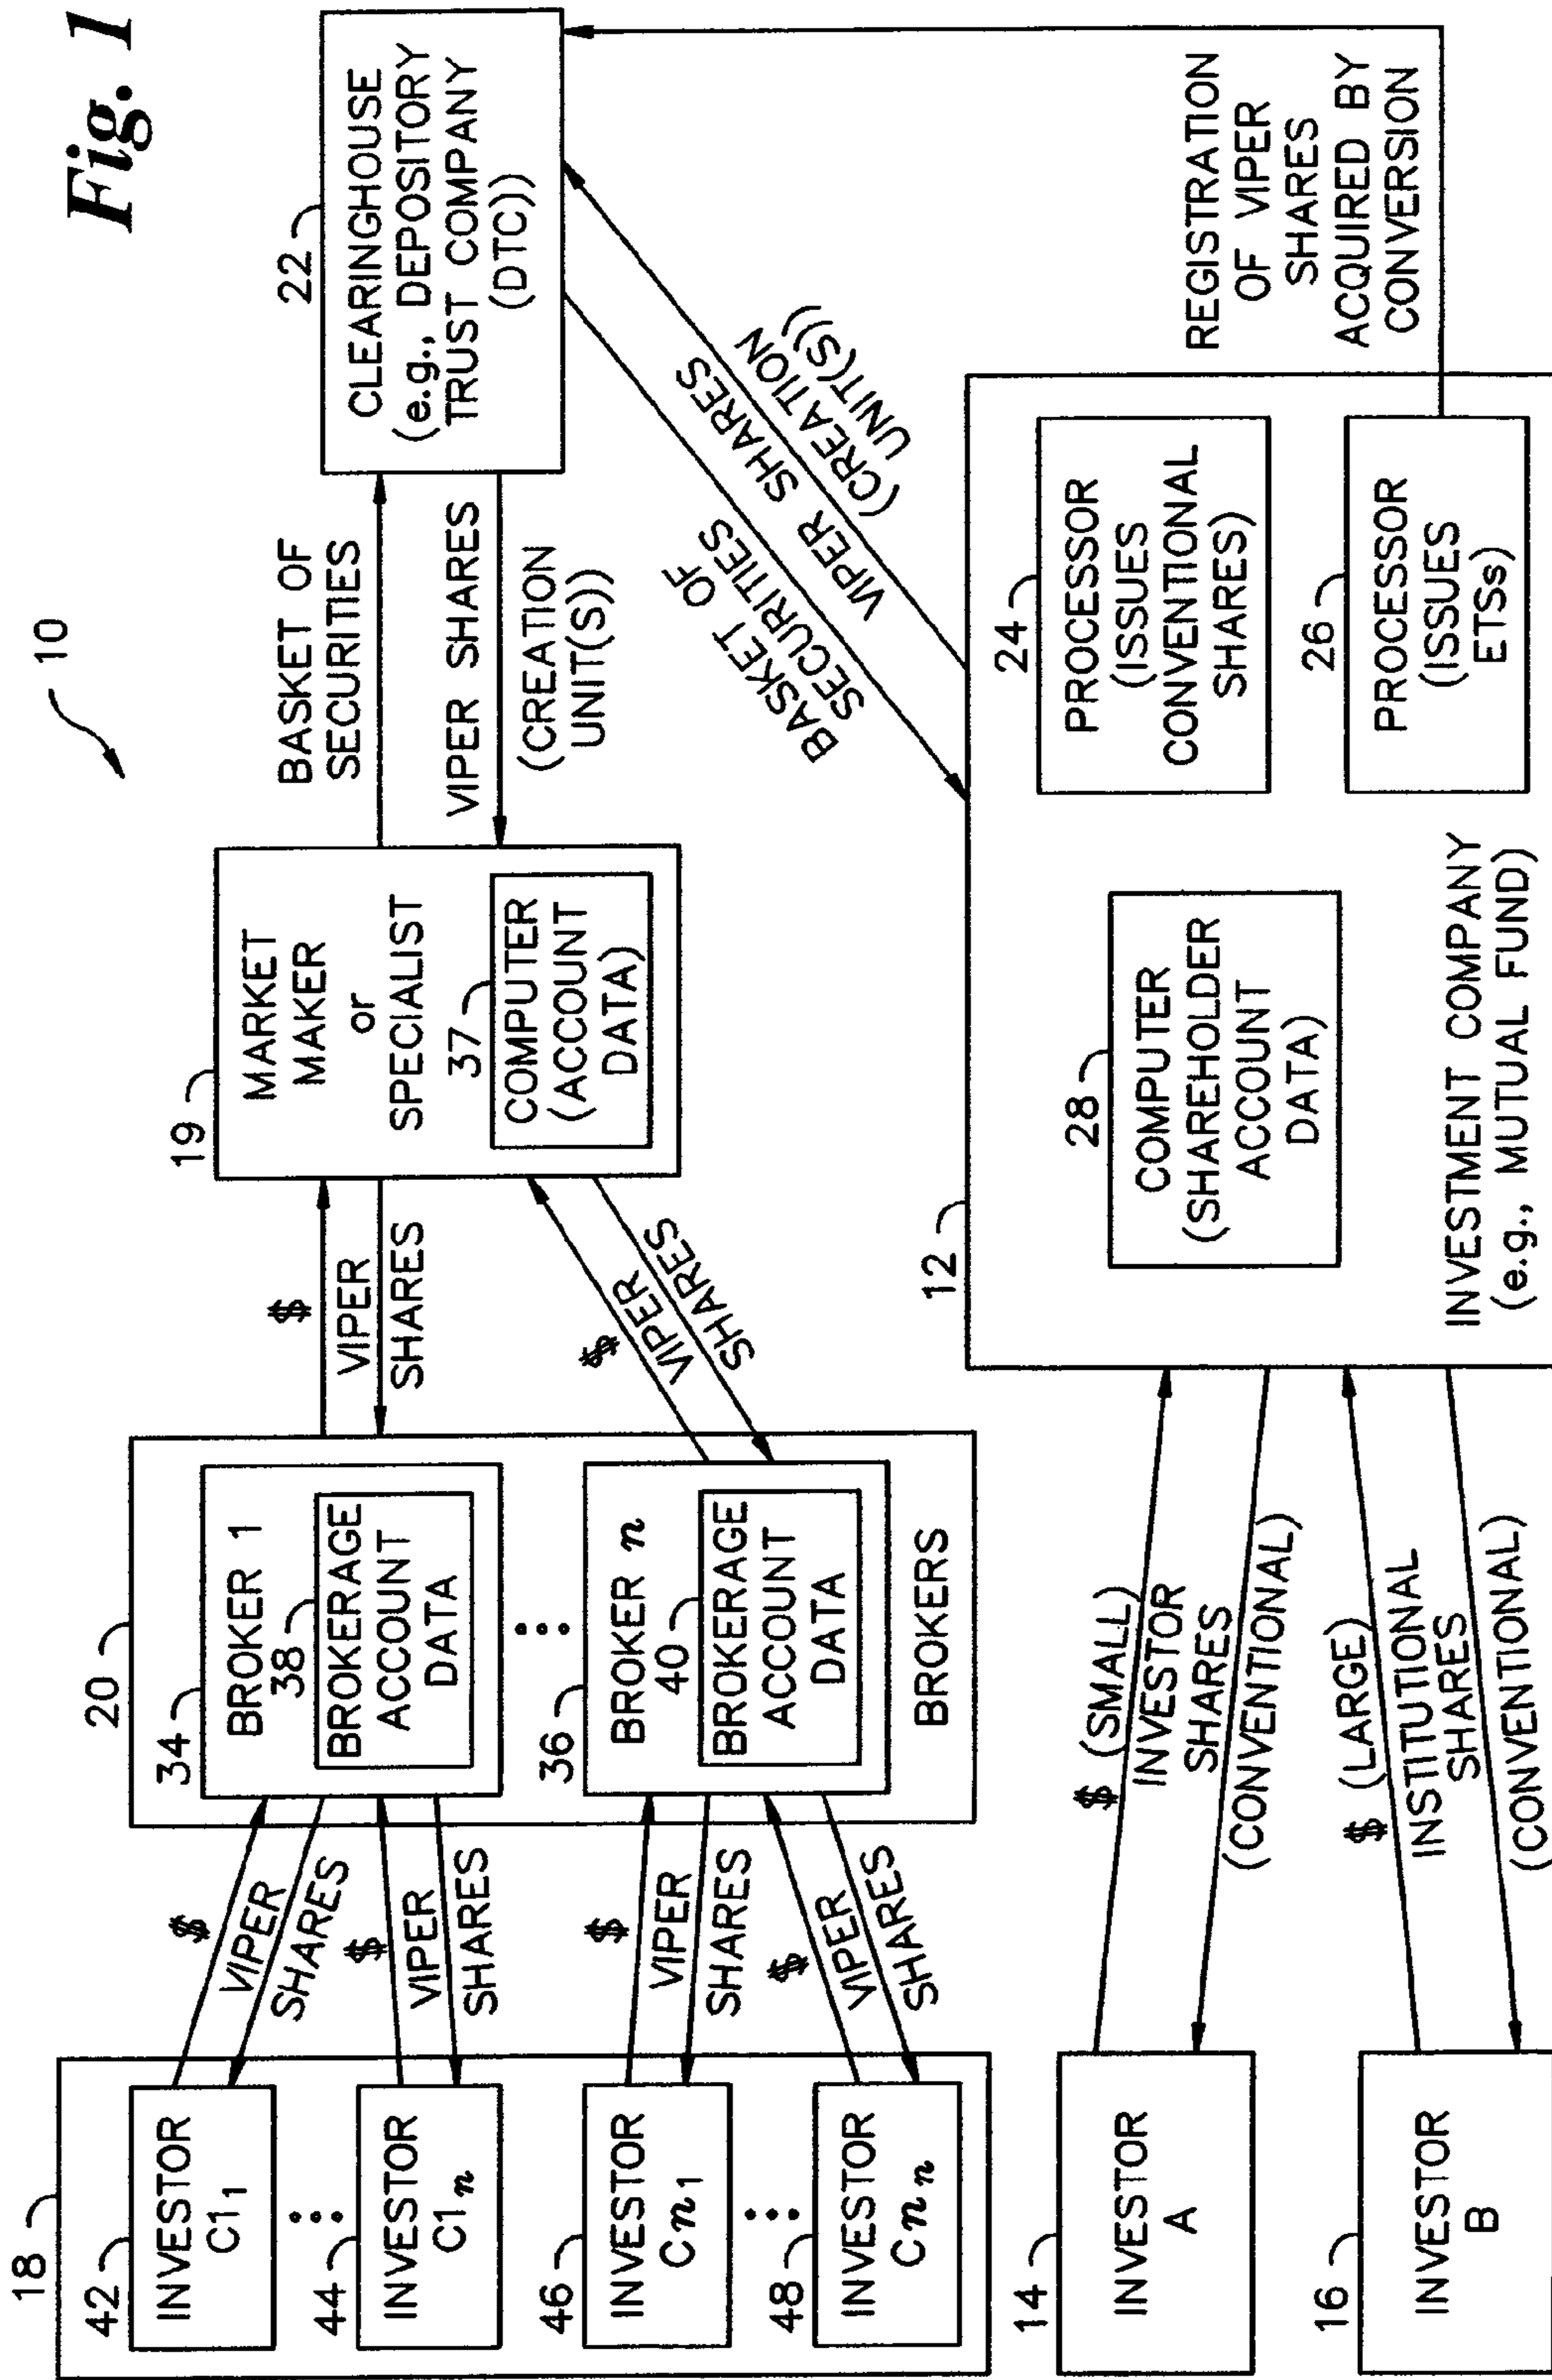 Fig. 1
10
18
42
INVESTOR
C1₁
44
INVESTOR
C1ₙ
46
INVESTOR
Cn₁
48
INVESTOR
Cnₙ
$
VIPER
SHARES
$
VIPER
SHARES
$
VIPER
SHARES
$
VIPER
SHARES
20
34
BROKER 1
38
BROKERAGE
ACCOUNT
DATA
36
BROKER n
40
BROKERAGE
ACCOUNT
DATA
BROKERS
$
VIPER
SHARES
$
VIPER
SHARES
19
MARKET
MAKER
or
SPECIALIST
37
COMPUTER
(ACCOUNT
DATA)
BASKET OF
SECURITIES
VIPER SHARES
(CREATION
UNIT(S))
22
CLEARINGHOUSE
(e.g., DEPOSITORY
TRUST COMPANY
(DTC))
BASKET OF
SECURITIES
VIPER SHARES
(CREATION
UNIT(S))
REGISTRATION
OF VIPER
SHARES
ACQUIRED BY
CONVERSION
14
INVESTOR
A
16
INVESTOR
B
$ (SMALL)
INVESTOR
SHARES
(CONVENTIONAL)
$ (LARGE)
INSTITUTIONAL
SHARES
(CONVENTIONAL)
12
28
COMPUTER
(SHAREHOLDER
ACCOUNT
DATA)
24
PROCESSOR
(ISSUES
CONVENTIONAL
SHARES)
26
PROCESSOR
(ISSUES
ETSs)
INVESTMENT COMPANY
(e.g., MUTUAL FUND)